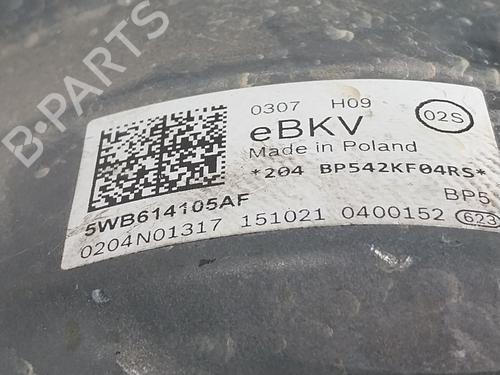 B-PARTS
0307 H09
02S
eBKV
Made in Poland
*204 BP542KF04RS*
BP5
5WB614105AF
0204N01317 151021 0400152 623